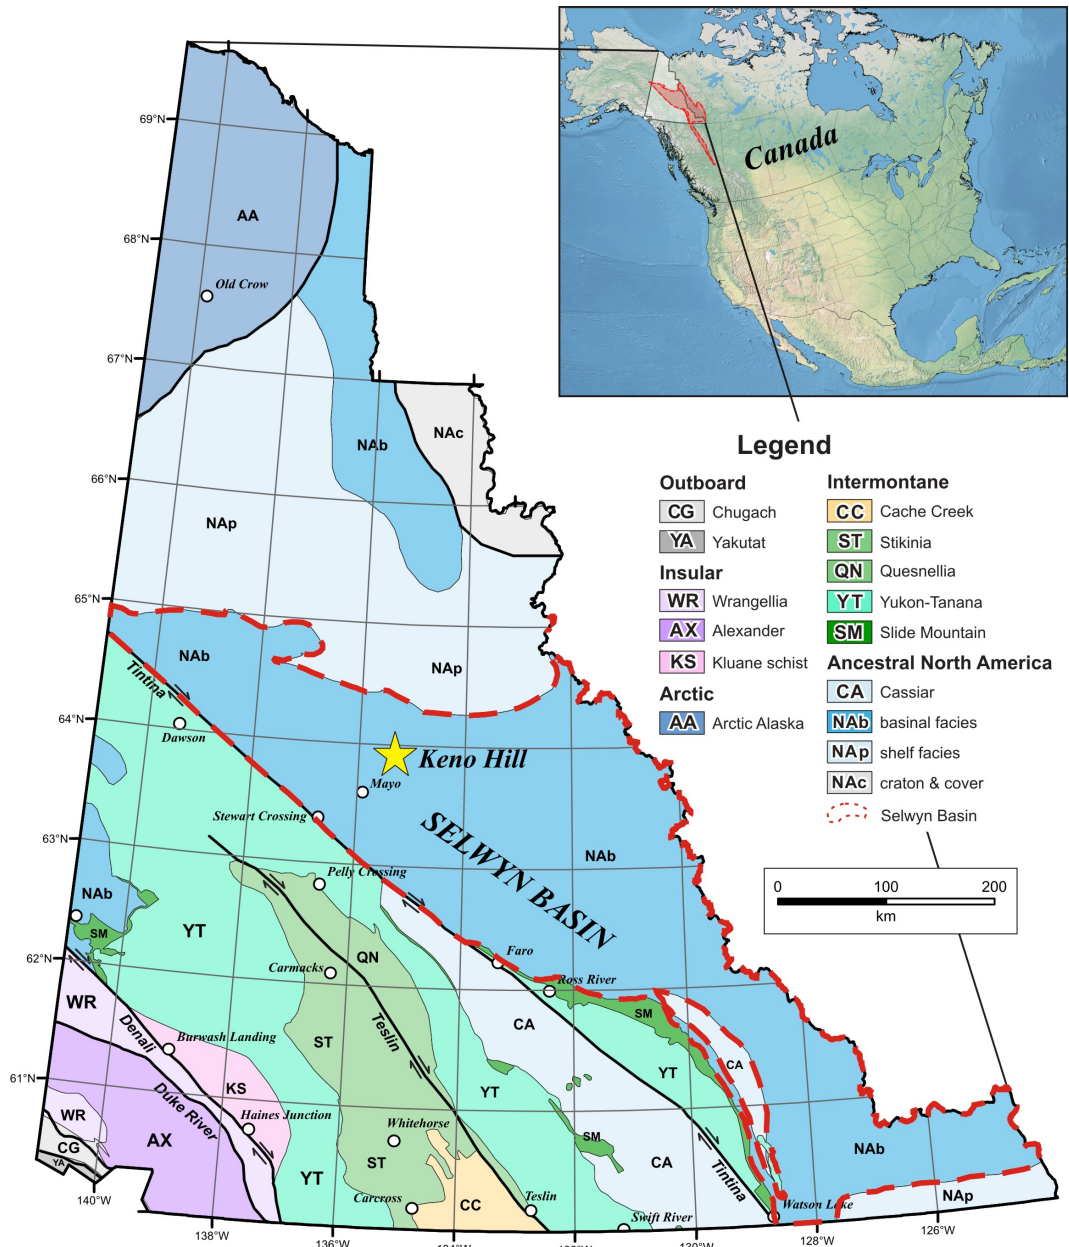 Canada
69°N
68°N
67°N
66°N
65°N
64°N
63°N
62°N
61°N
AA
Old Crow
NAb
NAc
NAp
NAb
NAp
Tintina
Dawson
Keno Hill
Mayo
Stewart Crossing
SELWYN BASIN
NAb
Pelly Crossing
NAb
SM
YT
QN
Carmacks
Faro
Ross River
WR
Denali
Burwash Landing
ST
Teslin
CA
SM
CA
YT
KS
Duke River
Haines Junction
YT
WR
CG
YA
AX
Whitehorse
ST
SM
CA
Tintina
NAb
YT
Carcross
CC
Teslin
Swift River
Watson Lake
NAp
140°W
138°W
136°W
134°W
132°W
130°W
128°W
126°W
Legend
Outboard
CG Chugach
YA Yakutat
Insular
WR Wrangellia
AX Alexander
KS Kluane schist
Arctic
AA Arctic Alaska
Intermontane
CC Cache Creek
ST Stikinia
QN Quesnellia
YT Yukon-Tanana
SM Slide Mountain
Ancestral North America
CA Cassiar
NAb basinal facies
NAp shelf facies
NAc craton & cover
Selwyn Basin
0 100 200
km